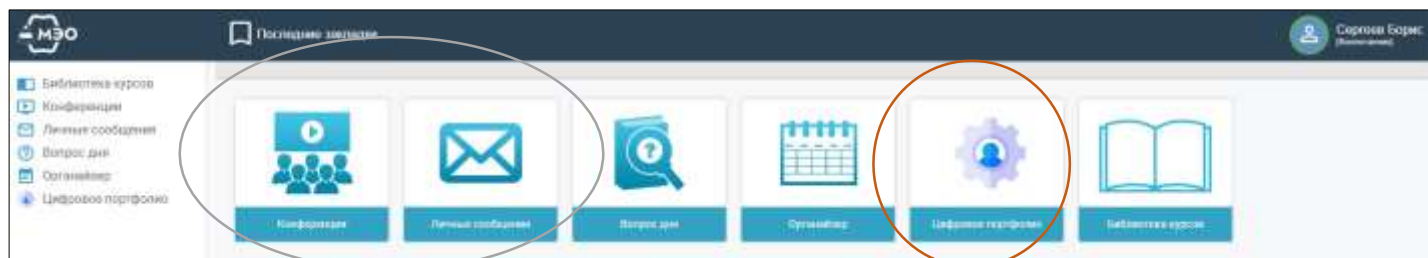 МЭО
Последние закладки
Сергеев Борис
Библиотека курсов
Конференции
Личные сообщения
Вопрос дня
Органайзер
Цифровое портфолио
Конференции
Личные сообщения
Вопрос дня
Органайзер
Цифровое портфолио
Библиотека курсов